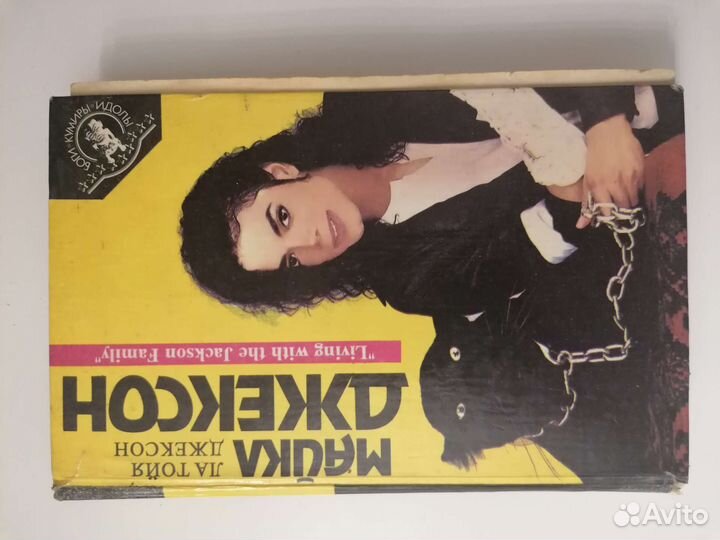 БОГИ·КУМИРЫ·ИДОЛЫ
ЛА ТОЙЯ
ДЖЕКСОН
МАЙКЛ
ДЖЕКСОН
"Living with the Jackson Family"
Avito